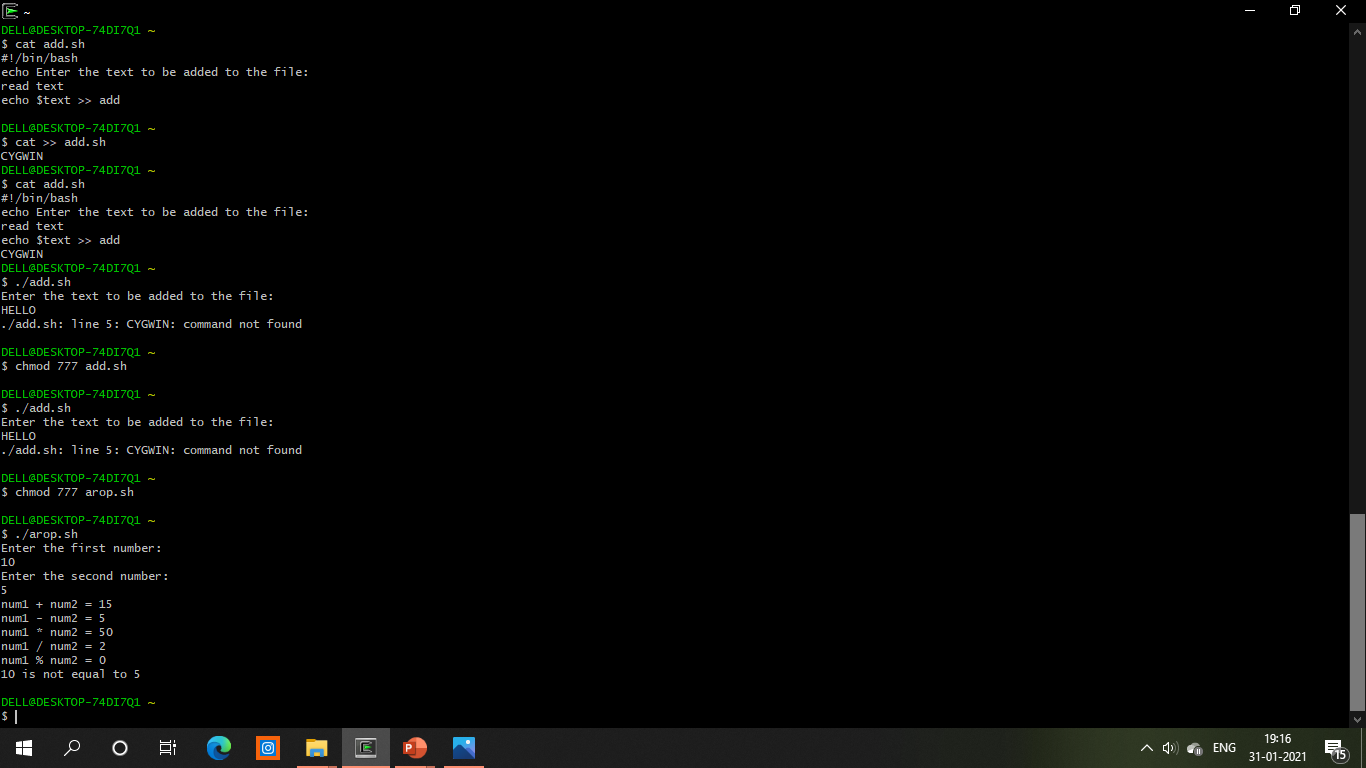 ~
DELL@DESKTOP-74DI7Q1 ~
$ cat add.sh
#!/bin/bash
echo Enter the text to be added to the file:
read text
echo $text >> add
DELL@DESKTOP-74DI7Q1 ~
$ cat >> add.sh
CYGWIN
DELL@DESKTOP-74DI7Q1 ~
$ cat add.sh
#!/bin/bash
echo Enter the text to be added to the file:
read text
echo $text >> add
CYGWIN
DELL@DESKTOP-74DI7Q1 ~
$ ./add.sh
Enter the text to be added to the file:
HELLO
./add.sh: line 5: CYGWIN: command not found
DELL@DESKTOP-74DI7Q1 ~
$ chmod 777 add.sh
DELL@DESKTOP-74DI7Q1 ~
$ ./add.sh
Enter the text to be added to the file:
HELLO
./add.sh: line 5: CYGWIN: command not found
DELL@DESKTOP-74DI7Q1 ~
$ chmod 777 arop.sh
DELL@DESKTOP-74DI7Q1 ~
$ ./arop.sh
Enter the first number:
10
Enter the second number:
5
num1 + num2 = 15
num1 - num2 = 5
num1 * num2 = 50
num1 / num2 = 2
num1 % num2 = 0
10 is not equal to 5
DELL@DESKTOP-74DI7Q1 ~
$
ENG
19:16
31-01-2021
15